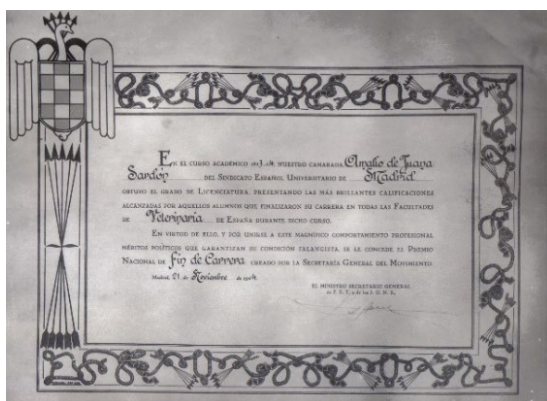 En el curso académico 194 nuestro camarada Amalio de Juana
Sardón del Sindicato Español Universitario de Madrid
obtuvo el grado de Licenciatura, presentando las más brillantes calificaciones
alcanzadas por aquellos alumnos que finalizaron su carrera en todas las Facultades
de Veterinaria de España durante dicho curso.
En virtud de ello, y por unirle a este magnífico comportamiento profesional
méritos políticos que garantizan su condición falangista, se le concede el Premio
Nacional de Fin de Carrera creado por la Secretaría General del Movimiento.
Madrid, 21 de Noviembre de 194
EL MINISTRO SECRETARIO GENERAL
de F. E. T. y de las J. O. N. S.,